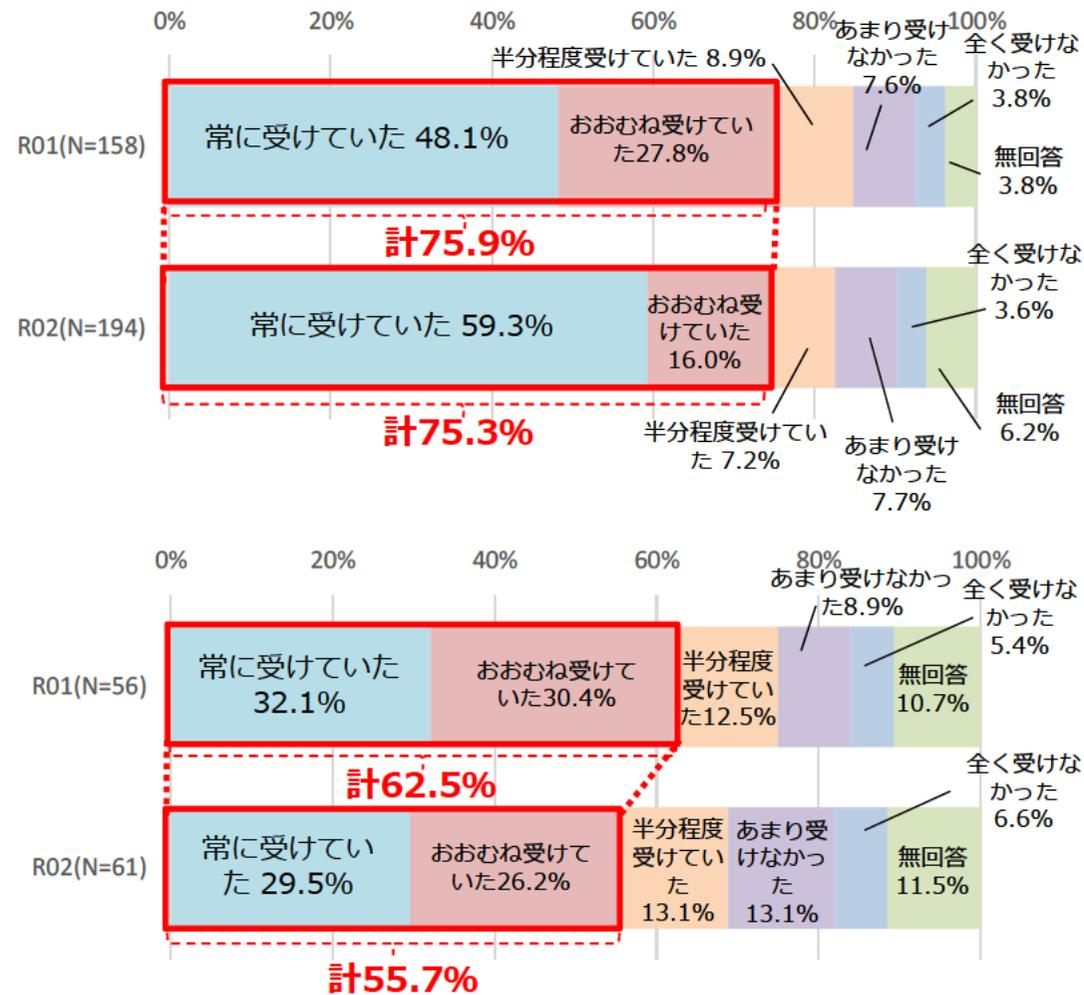 0% 20% 40% 60% 80% 100%
半分程度受けていた 8.9%
あまり受け
なかった
7.6%
全く受けな
かった
3.8%
R01(N=158)
常に受けていた 48.1%
おおむね受けてい
た27.8%
無回答
3.8%
計75.9%
R02(N=194)
常に受けていた 59.3%
おおむね受
けていた
16.0%
全く受けな
かった
3.6%
無回答
6.2%
計75.3%
半分程度受けてい
た 7.2%
あまり受け
なかった
7.7%
0% 20% 40% 60% 80% 100%
あまり受けなかっ
た8.9%
全く受けな
かった
5.4%
R01(N=56)
常に受けていた
32.1%
おおむね受けて
いた30.4%
半分程度
受けてい
た12.5%
無回答
10.7%
計62.5%
全く受けな
かった
6.6%
R02(N=61)
常に受けてい
た 29.5%
おおむね受けて
いた26.2%
半分程度
受けてい
た
13.1%
あまり受
けなかっ
た
13.1%
無回答
11.5%
計55.7%